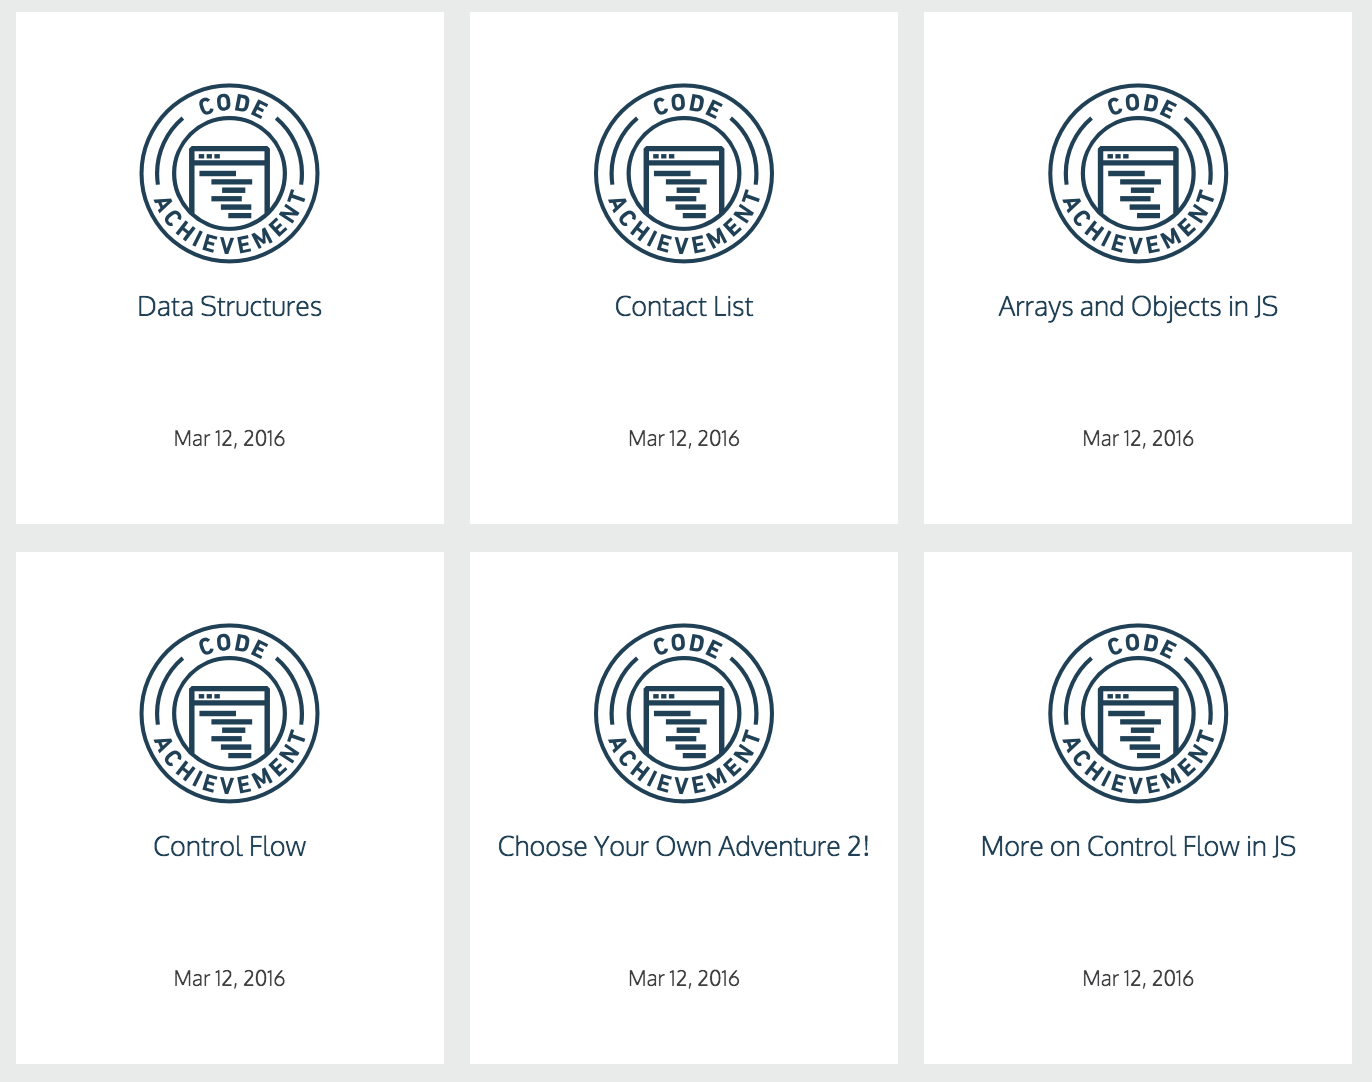 CODE
ACHIEVEMENT
Data Structures
Mar 12, 2016
CODE
ACHIEVEMENT
Contact List
Mar 12, 2016
CODE
ACHIEVEMENT
Arrays and Objects in JS
Mar 12, 2016
CODE
ACHIEVEMENT
Control Flow
Mar 12, 2016
CODE
ACHIEVEMENT
Choose Your Own Adventure 2!
Mar 12, 2016
CODE
ACHIEVEMENT
More on Control Flow in JS
Mar 12, 2016